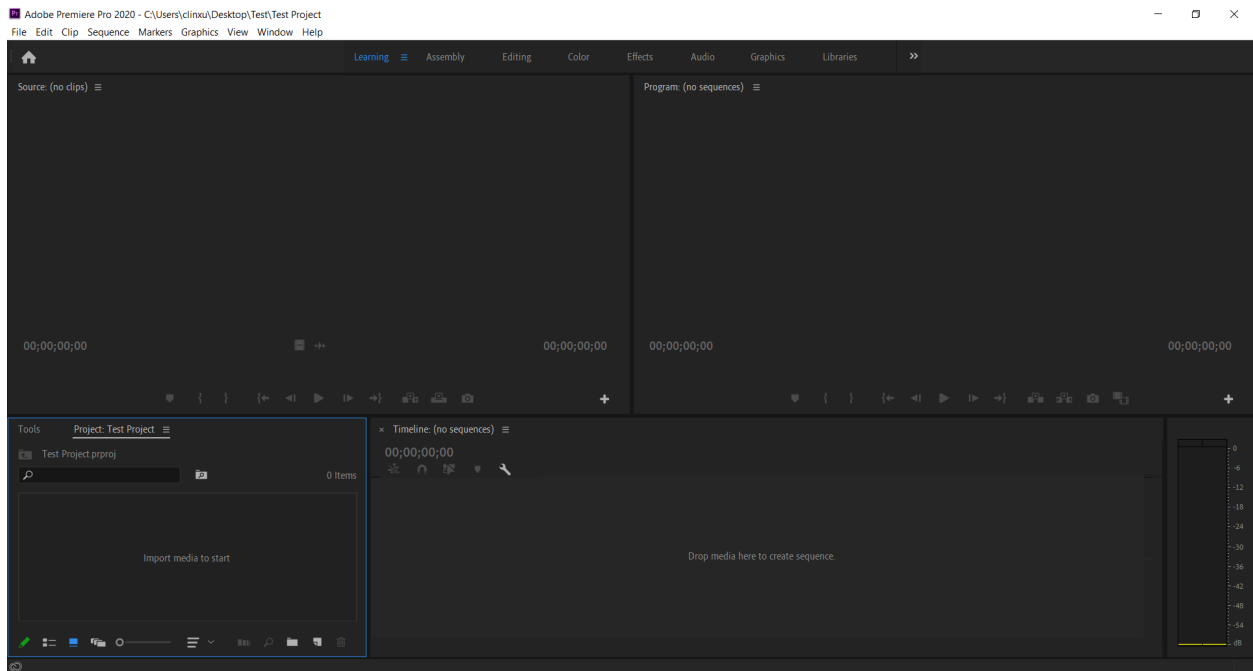 Pr Adobe Premiere Pro 2020 - C:\Users\clinxu\Desktop\Test\Test Project
File Edit Clip Sequence Markers Graphics View Window Help
Learning Assembly Editing Color Effects Audio Graphics Libraries
Source: (no clips)
Program: (no sequences)
00;00;00;00
00;00;00;00
00;00;00;00
00;00;00;00
Tools Project: Test Project
Test Project.prproj
0 Items
Import media to start
Timeline: (no sequences)
00;00;00;00
Drop media here to create sequence.
0
-6
-12
-18
-24
-30
-36
-42
-48
-54
dB